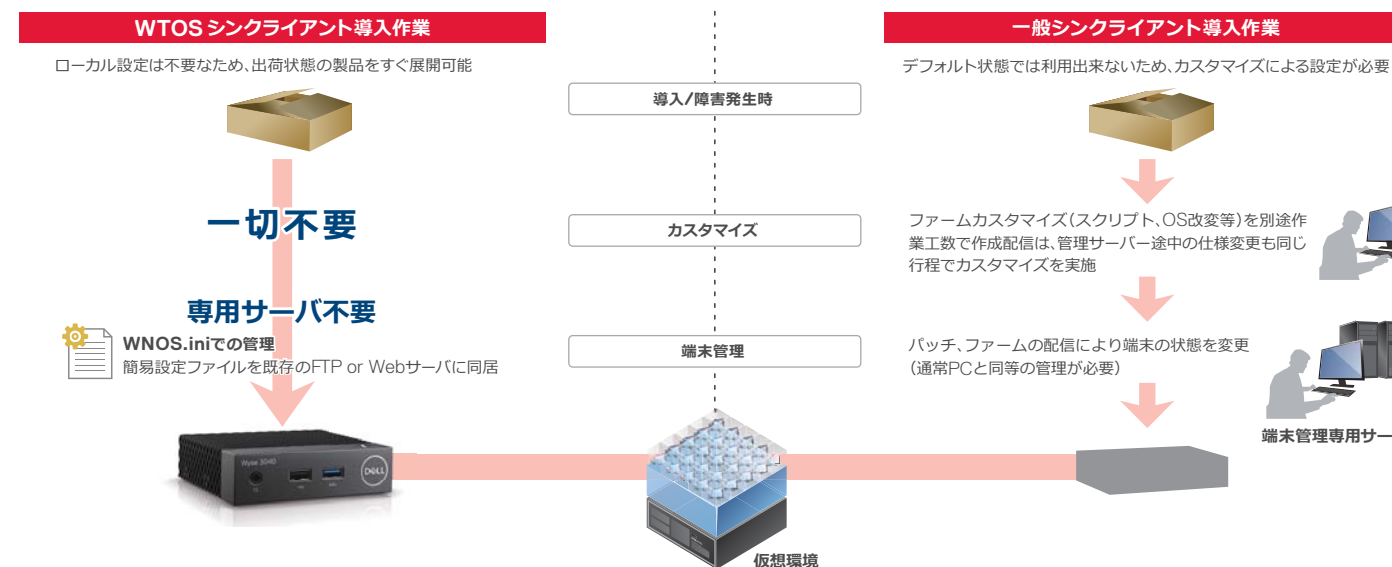 WTOS シンクライアント導入作業
ローカル設定は不要なため、出荷状態の製品をすぐ展開可能
一切不要
専用サーバ不要
WNOS.iniでの管理
簡易設定ファイルを既存のFTP or Webサーバに同居
Wyse 3040
DELL
導入/障害発生時
カスタマイズ
端末管理
仮想環境
一般シンクライアント導入作業
デフォルト状態では利用出来ないため、カスタマイズによる設定が必要
ファームカスタマイズ（スクリプト、OS改変等）を別途作
業工数で作成配信は、管理サーバー途中の仕様変更も同じ
行程でカスタマイズを実施
パッチ、ファームの配信により端末の状態を変更
（通常PCと同等の管理が必要）
端末管理専用サー